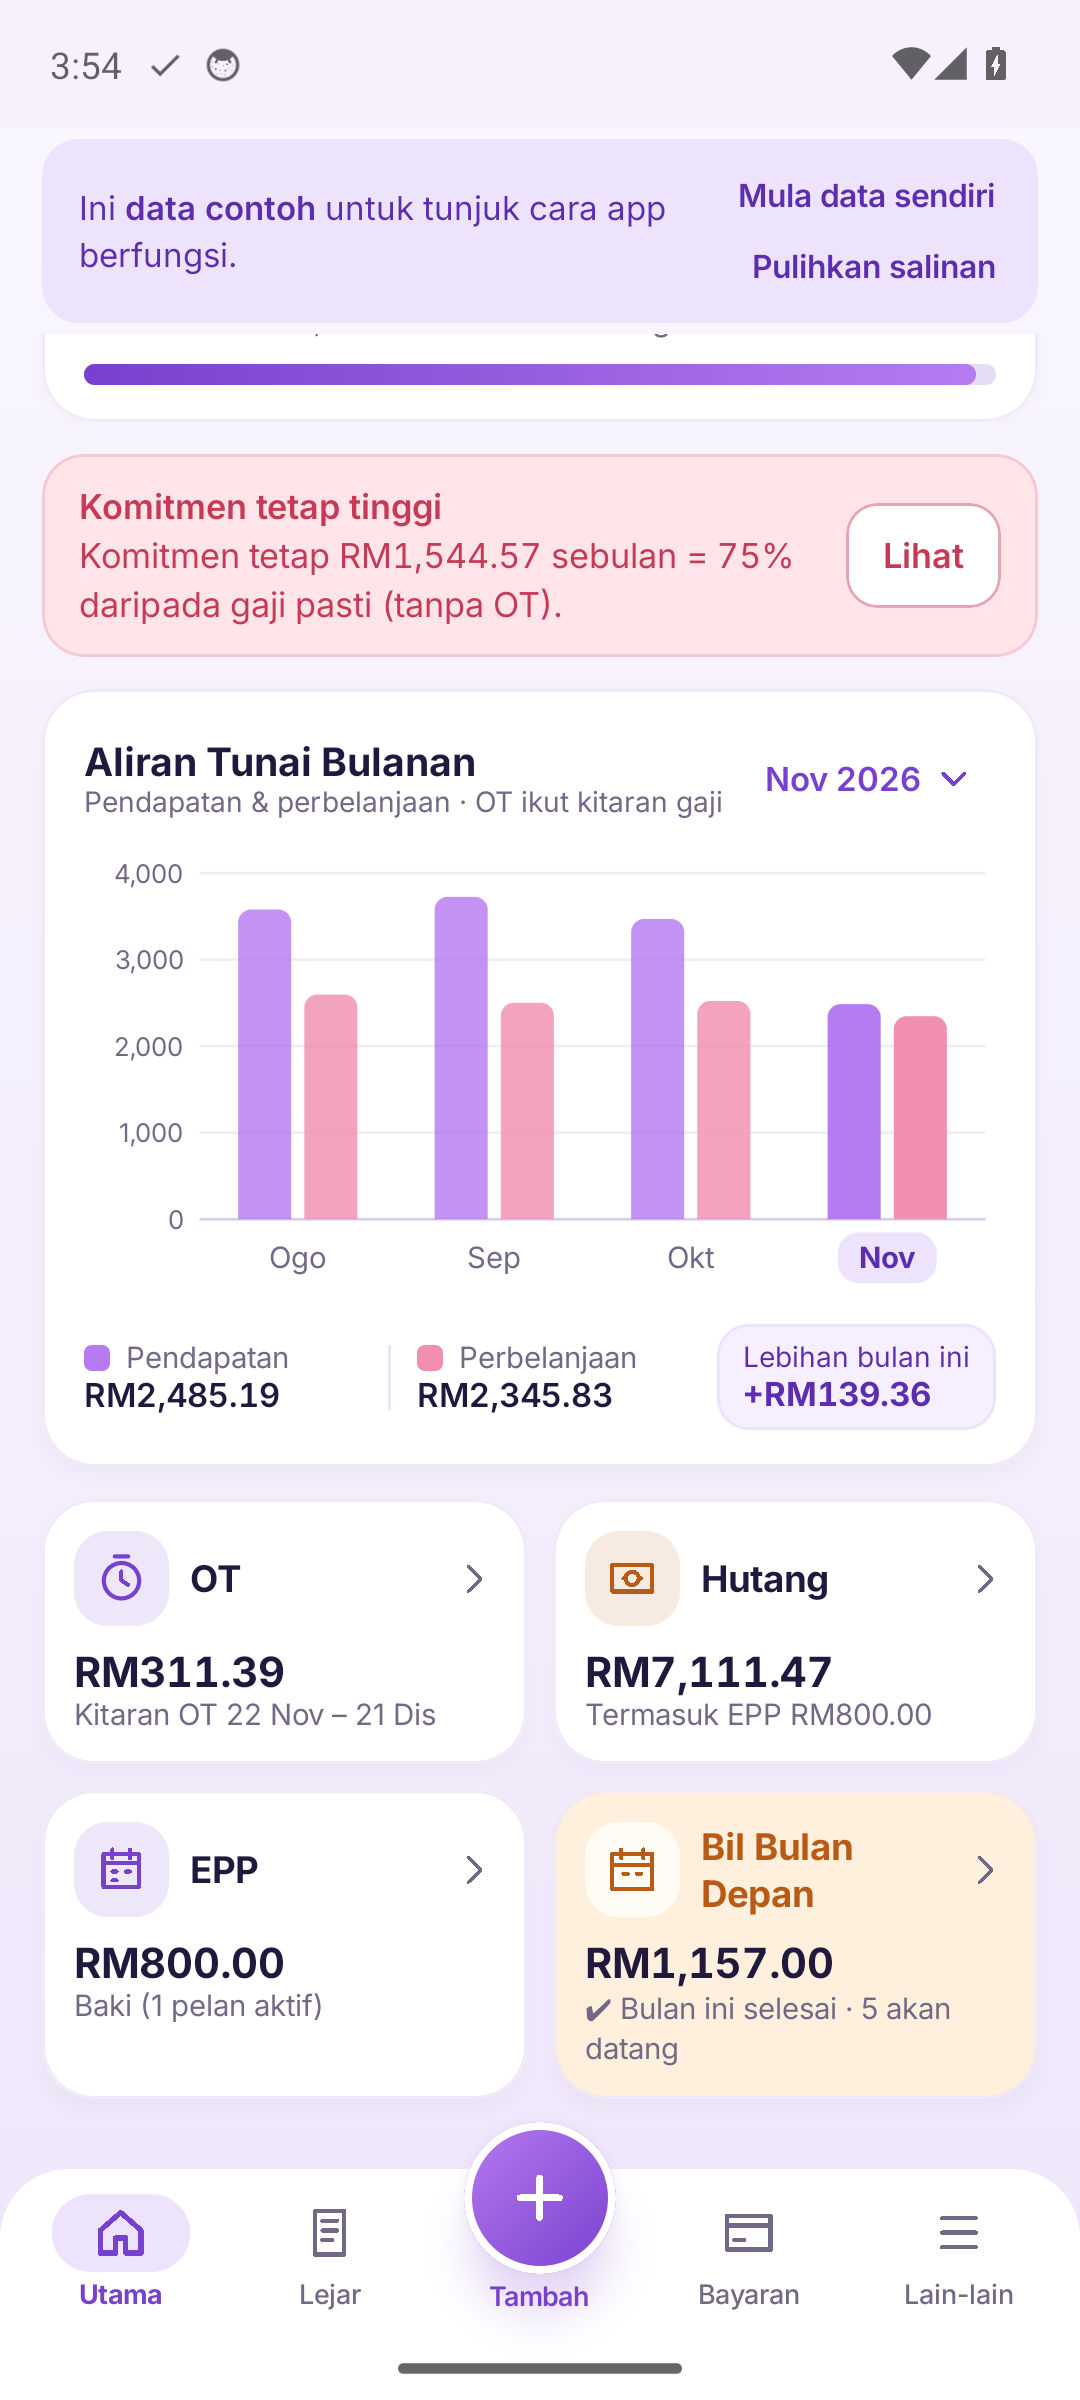 3:54
Ini data contoh untuk tunjuk cara app
berfungsi.
Mula data sendiri
Pulihkan salinan
Komitmen tetap tinggi
Komitmen tetap RM1,544.57 sebulan = 75%
daripada gaji pasti (tanpa OT).
Lihat
Aliran Tunai Bulanan
Pendapatan & perbelanjaan · OT ikut kitaran gaji
Nov 2026
4,000
3,000
2,000
1,000
0
Ogo
Sep
Okt
Nov
Pendapatan
RM2,485.19
Perbelanjaan
RM2,345.83
Lebihan bulan ini
+RM139.36
OT
RM311.39
Kitaran OT 22 Nov – 21 Dis
Hutang
RM7,111.47
Termasuk EPP RM800.00
EPP
RM800.00
Baki (1 pelan aktif)
Bil Bulan
Depan
RM1,157.00
✔ Bulan ini selesai · 5 akan
datang
Utama
Lejar
Tambah
Bayaran
Lain-lain